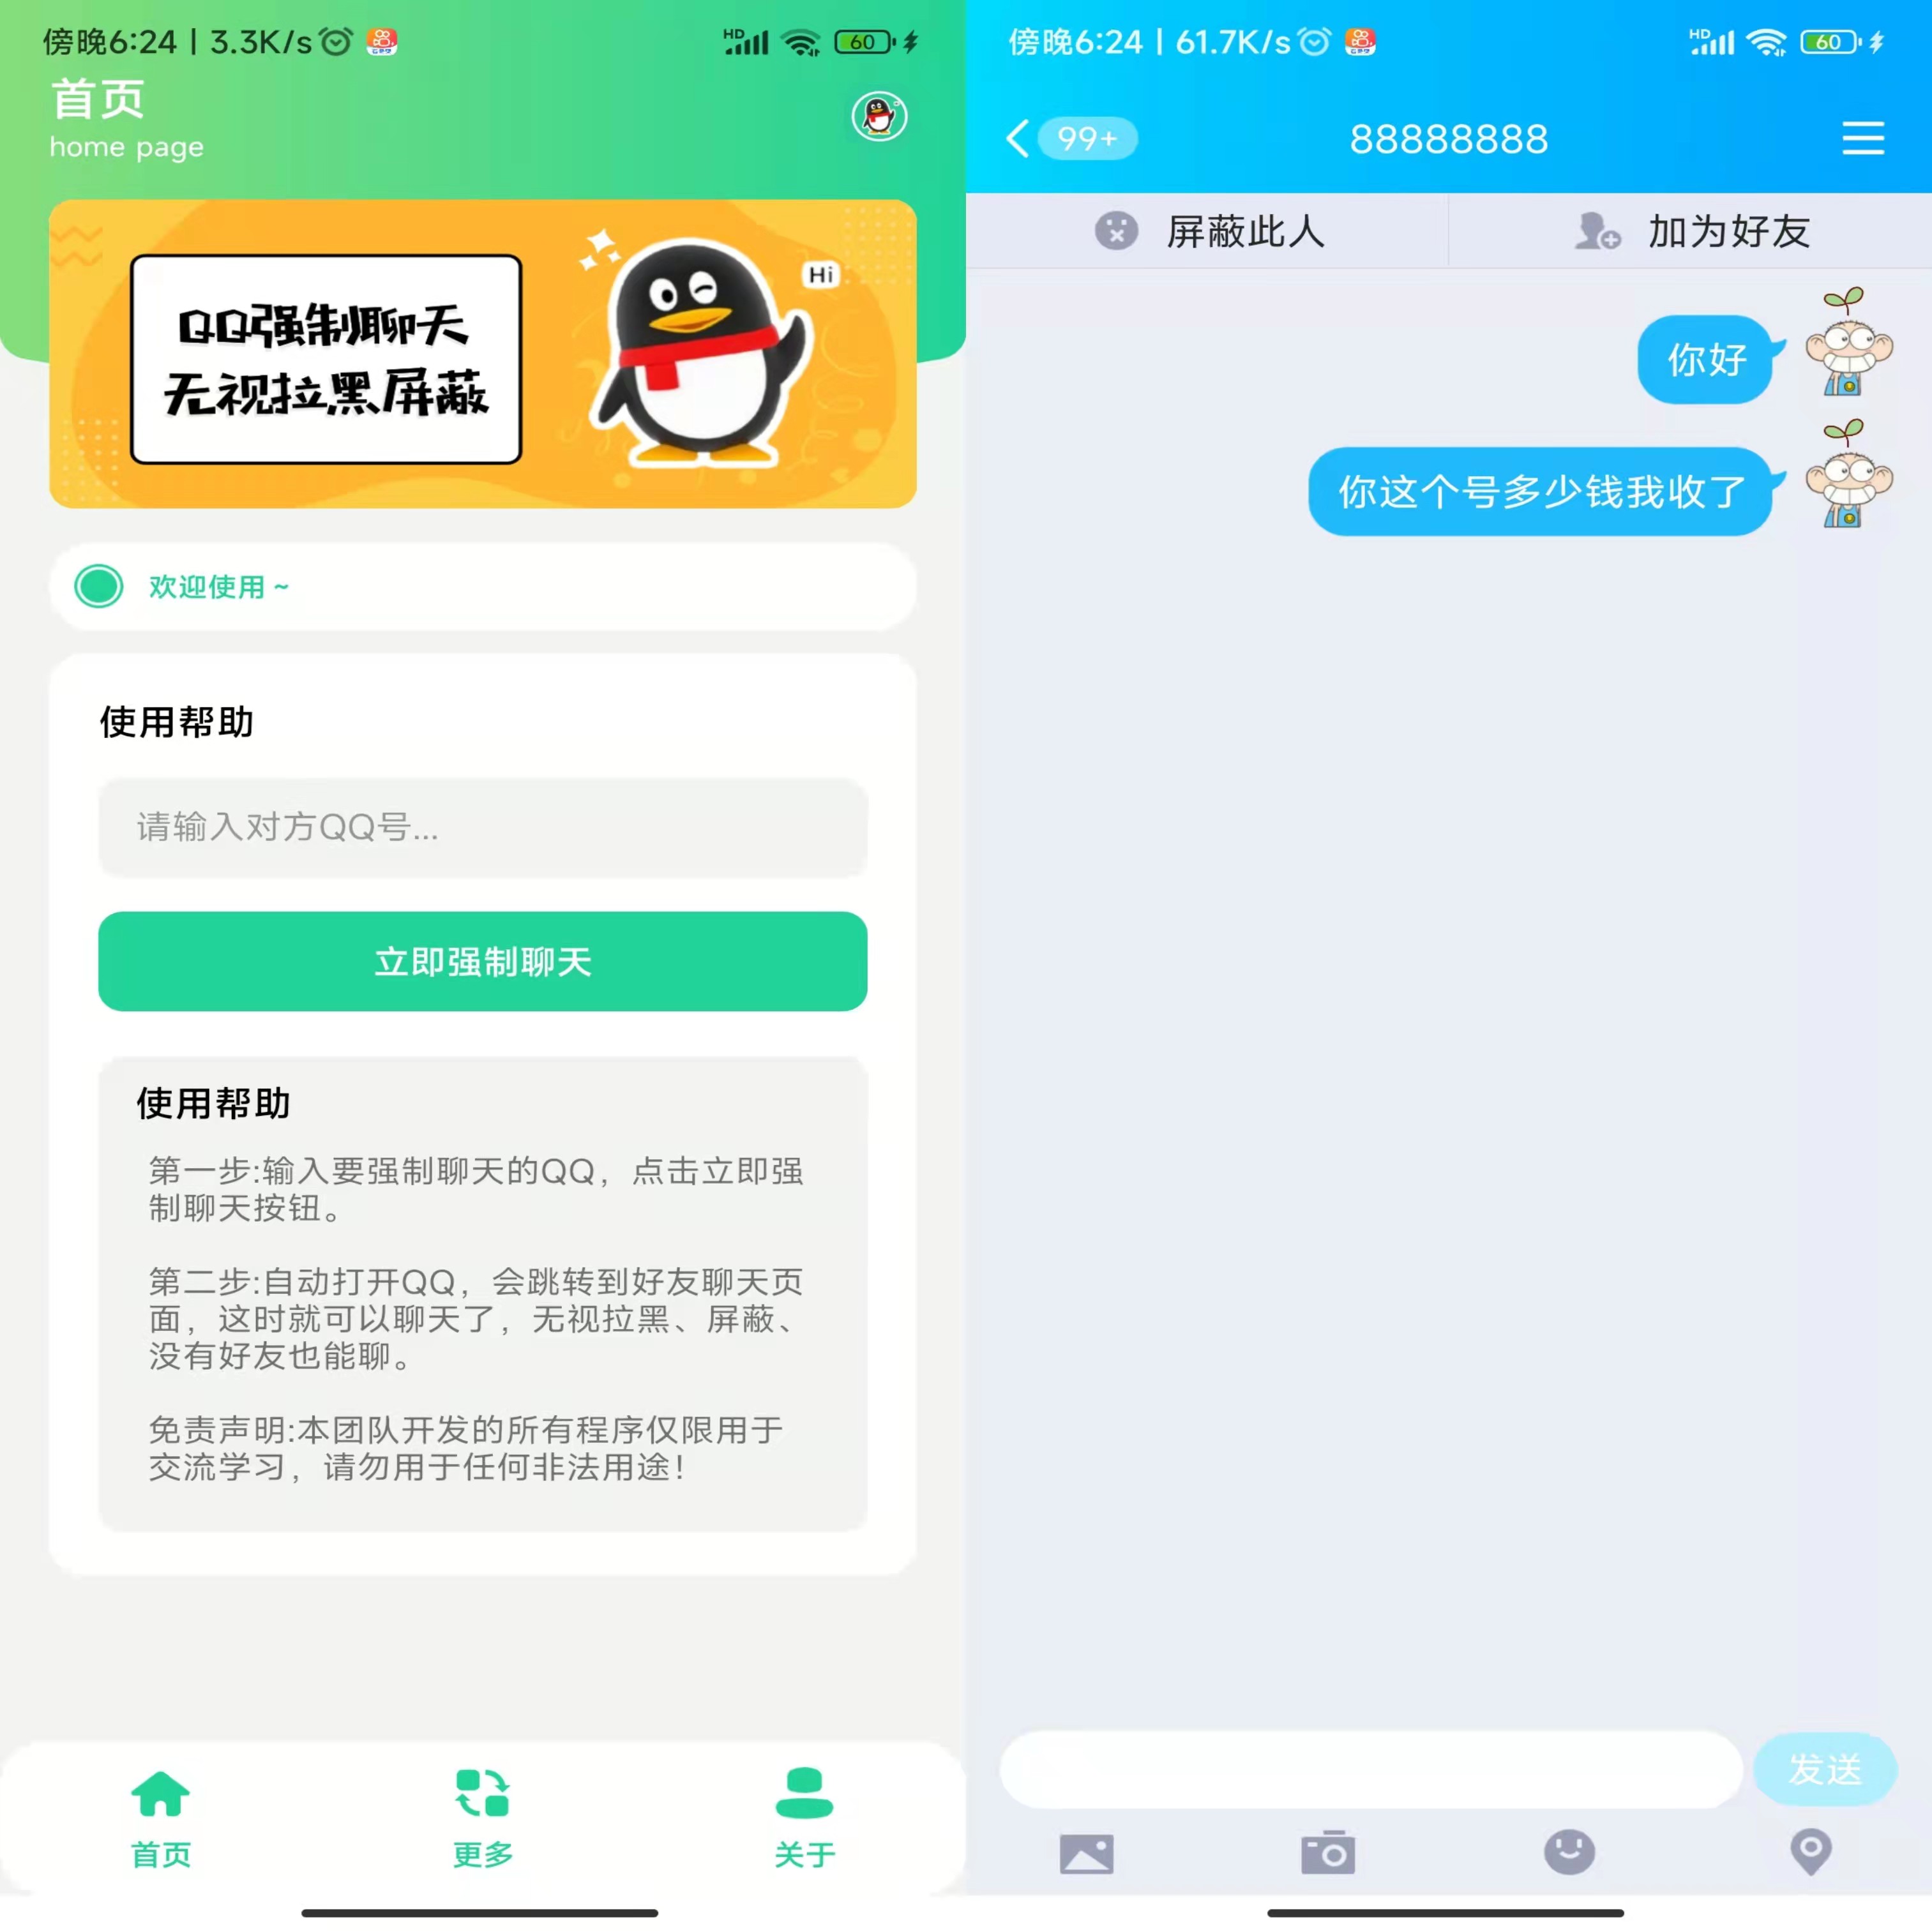 傍晚6:24 | 3.3K/s
HD
60
首页
home page
QQ强制聊天
无视拉黑屏蔽
Hi
欢迎使用 ~
使用帮助
请输入对方QQ号...
立即强制聊天
使用帮助
第一步:输入要强制聊天的QQ，点击立即强
制聊天按钮。
第二步:自动打开QQ，会跳转到好友聊天页
面，这时就可以聊天了，无视拉黑、屏蔽、
没有好友也能聊。
免责声明:本团队开发的所有程序仅限用于
交流学习，请勿用于任何非法用途！
首页
更多
关于
傍晚6:24 | 61.7K/s
HD
60
99+
88888888
屏蔽此人
加为好友
你好
你这个号多少钱我收了
发送